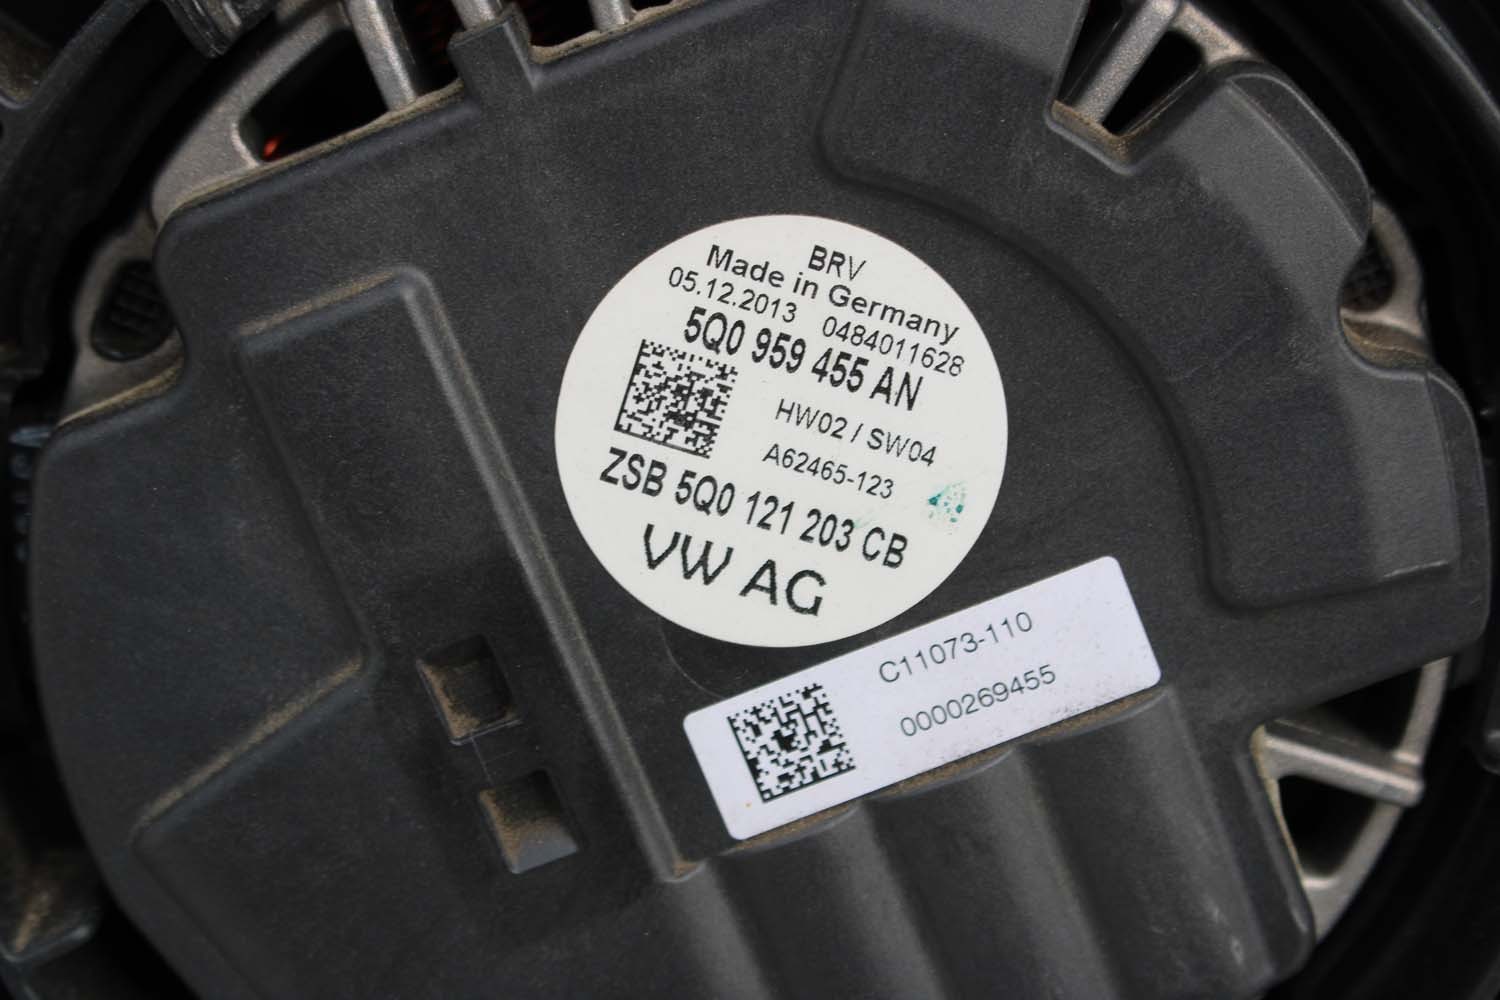 BRV
Made in Germany
05.12.2013 0484011628
5Q0 959 455 AN
HW02 / SW04
A62465-123
ZSB 5Q0 121 203 CB
VW AG
C11073-110
0000269455